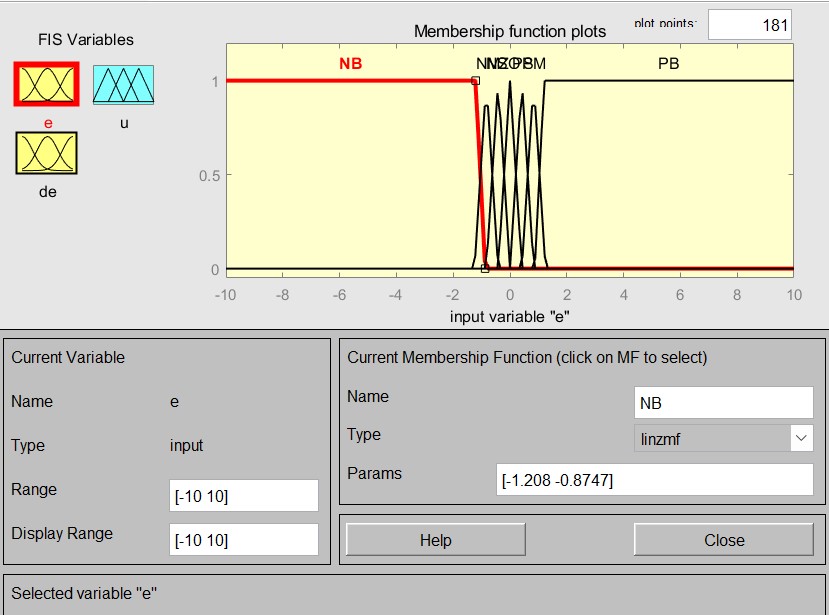 FIS Variables
e
u
de
Membership function plots
plot points:
181
NB
PB
1
0.5
0
-10 -8 -6 -4 -2 0 2 4 6 8 10
input variable "e"
Current Variable
Name e
Type input
Range [-10 10]
Display Range [-10 10]
Current Membership Function (click on MF to select)
Name NB
Type linzmf
Params [-1.208 -0.8747]
Help
Close
Selected variable "e"